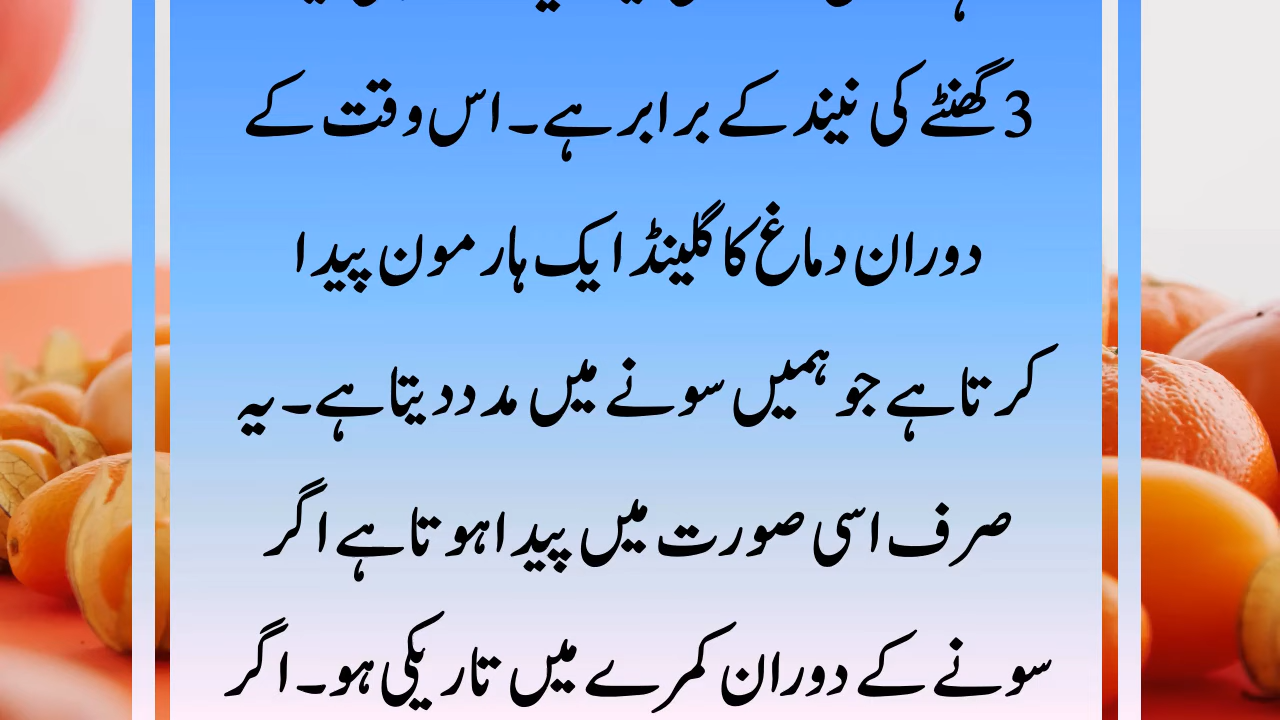 3 گھنٹے کی نیند کے برابر ہے۔ اس وقت کے
دوران دماغ کا گلینڈ ایک ہارمون پیدا
کرتا ہے جو ہمیں سونے میں مدد دیتا ہے۔ یہ
صرف اسی صورت میں پیدا ہوتا ہے اگر
سونے کے دوران کمرے میں تاریکی ہو۔ اگر